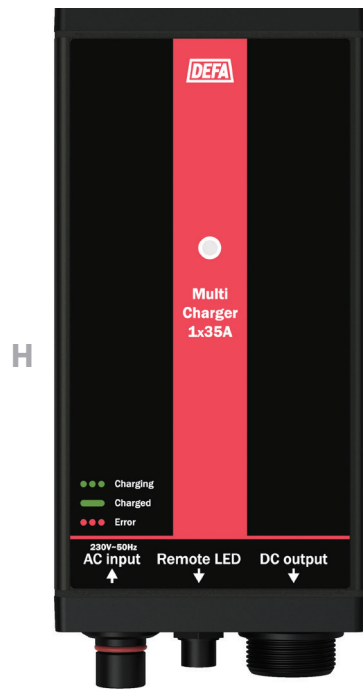 DEFA
H
Multi
Charger
1x35A
Charging
Charged
Error
230V~50Hz
AC input
Remote LED
DC output